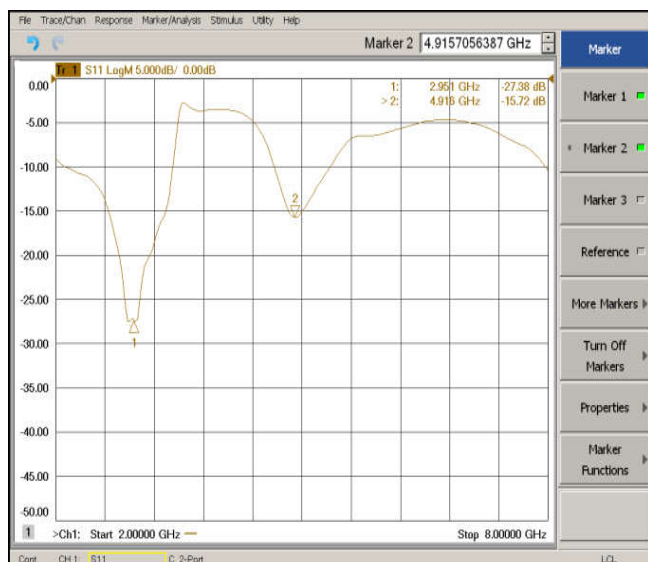 File Trace/Chan Response Marker/Analysis Stimulus Utility Help
Marker 2 4.9157056387 GHz
Marker
Tr 1 S11 LogM 5.000dB/ 0.00dB
1: 2.951 GHz -27.38 dB
> 2: 4.916 GHz -15.72 dB
0.00
-5.00
-10.00
-15.00
-20.00
-25.00
-30.00
-35.00
-40.00
-45.00
-50.00
2
1
Marker 1
Marker 2
Marker 3
Reference
More Markers
Turn Off
Markers
Properties
Marker
Functions
1 >Ch1: Start 2.00000 GHz Stop 8.00000 GHz
Cont. CH 1: S11 C 2-Port LCL